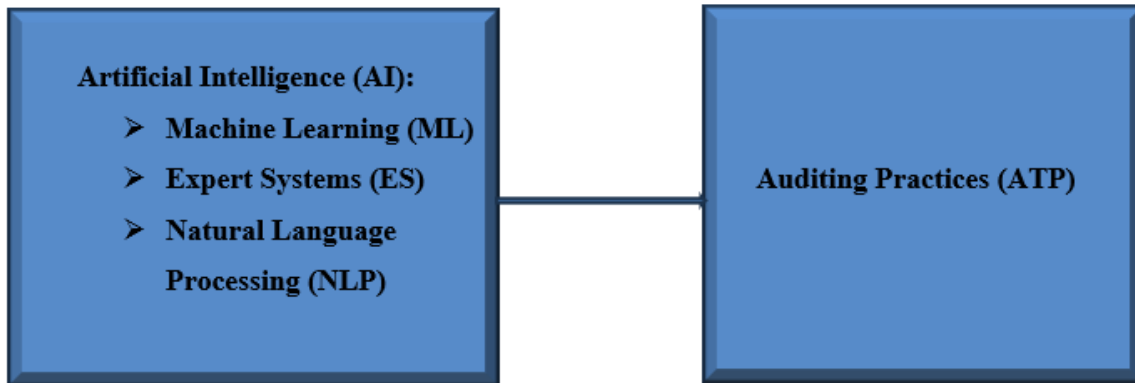 Artificial Intelligence (AI):
➤ Machine Learning (ML)
➤ Expert Systems (ES)
➤ Natural Language
Processing (NLP)
Auditing Practices (ATP)